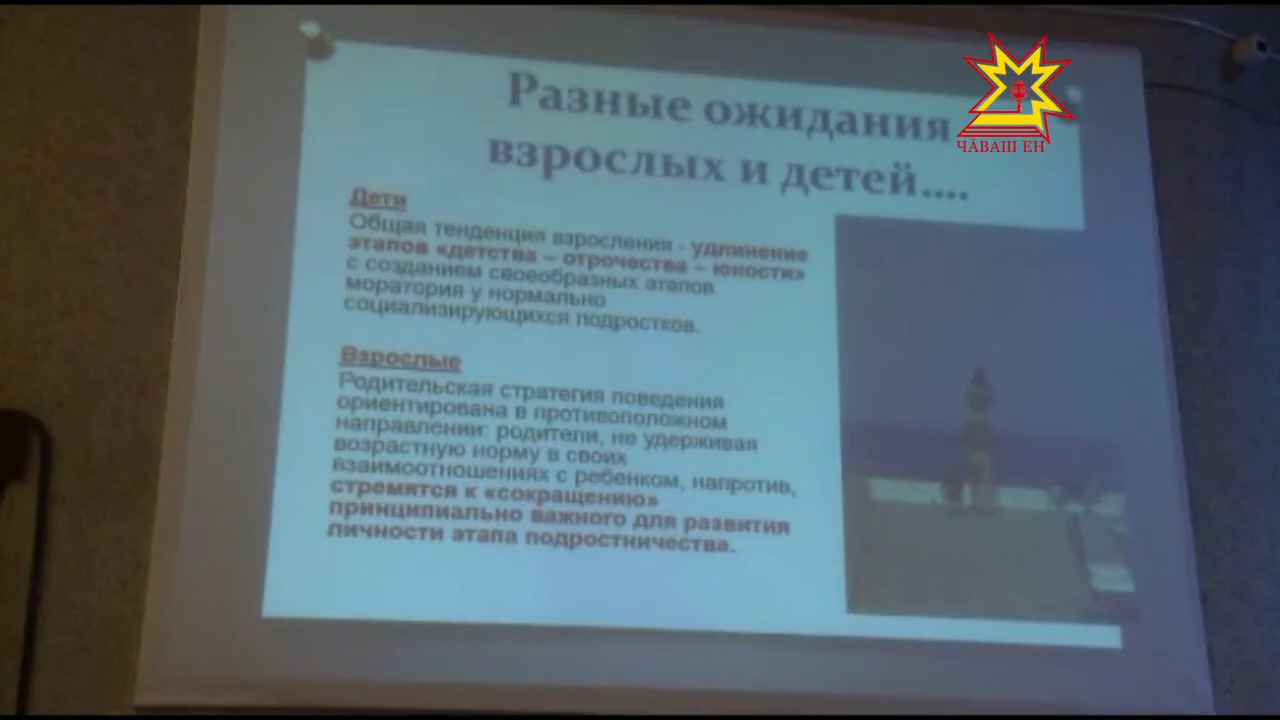 Разные ожидания
взрослых и детей....
ЧĂВАШ ЕН
Дети
Общая тенденция взросления - удлинение
этапов «детства – отрочества – юности»
с созданием своеобразных этапов
моратория у нормально
социализирующихся подростков.
Взрослые
Родительская стратегия поведения
ориентирована в противоположном
направлении: родители, не удерживая
возрастную норму в своих
взаимоотношениях с ребенком, напротив,
стремятся к «сокращению»
принципиально важного для развития
личности этапа подростничества.